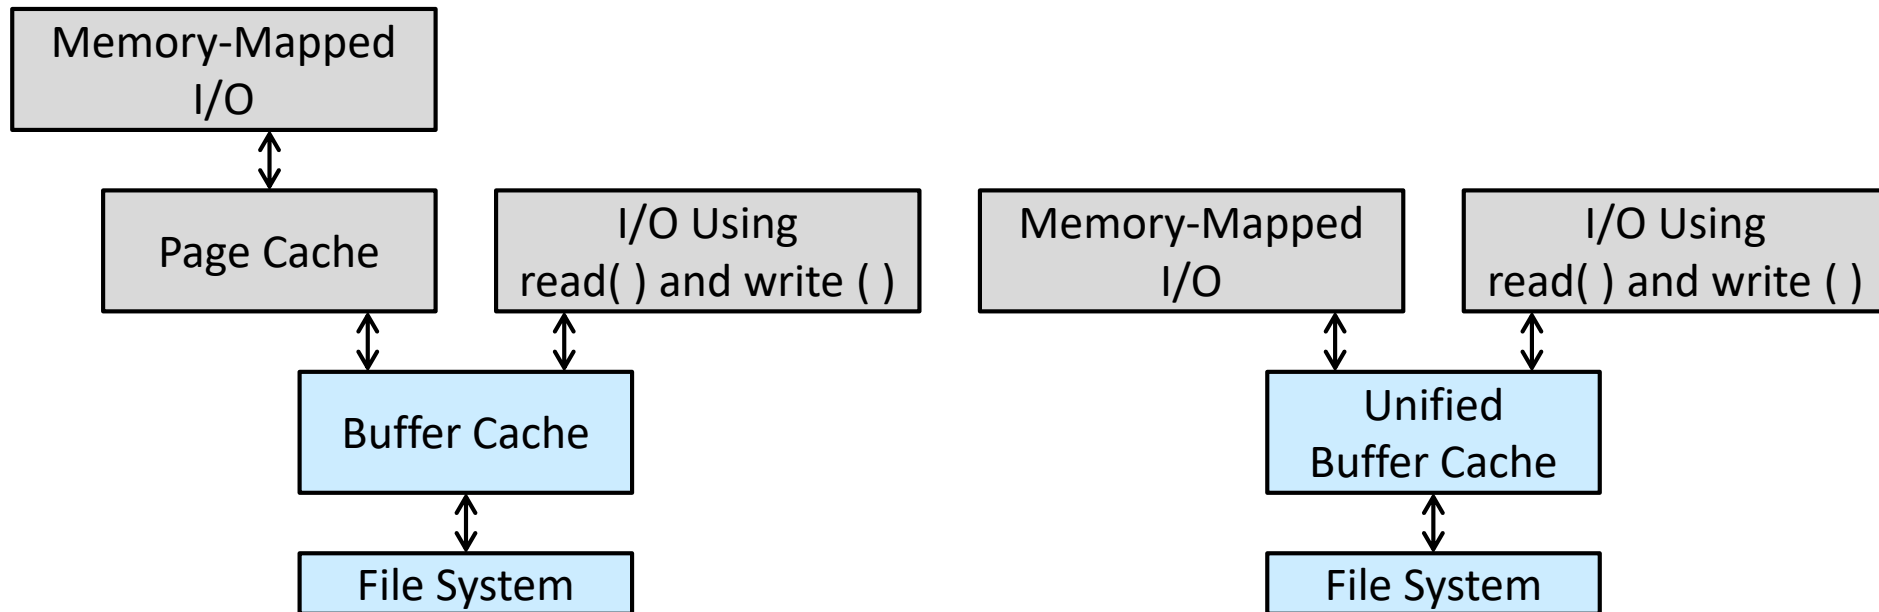 Memory-Mapped
I/O
Page Cache
I/O Using
read( ) and write ( )
Buffer Cache
File System
Memory-Mapped
I/O
I/O Using
read( ) and write ( )
Unified
Buffer Cache
File System